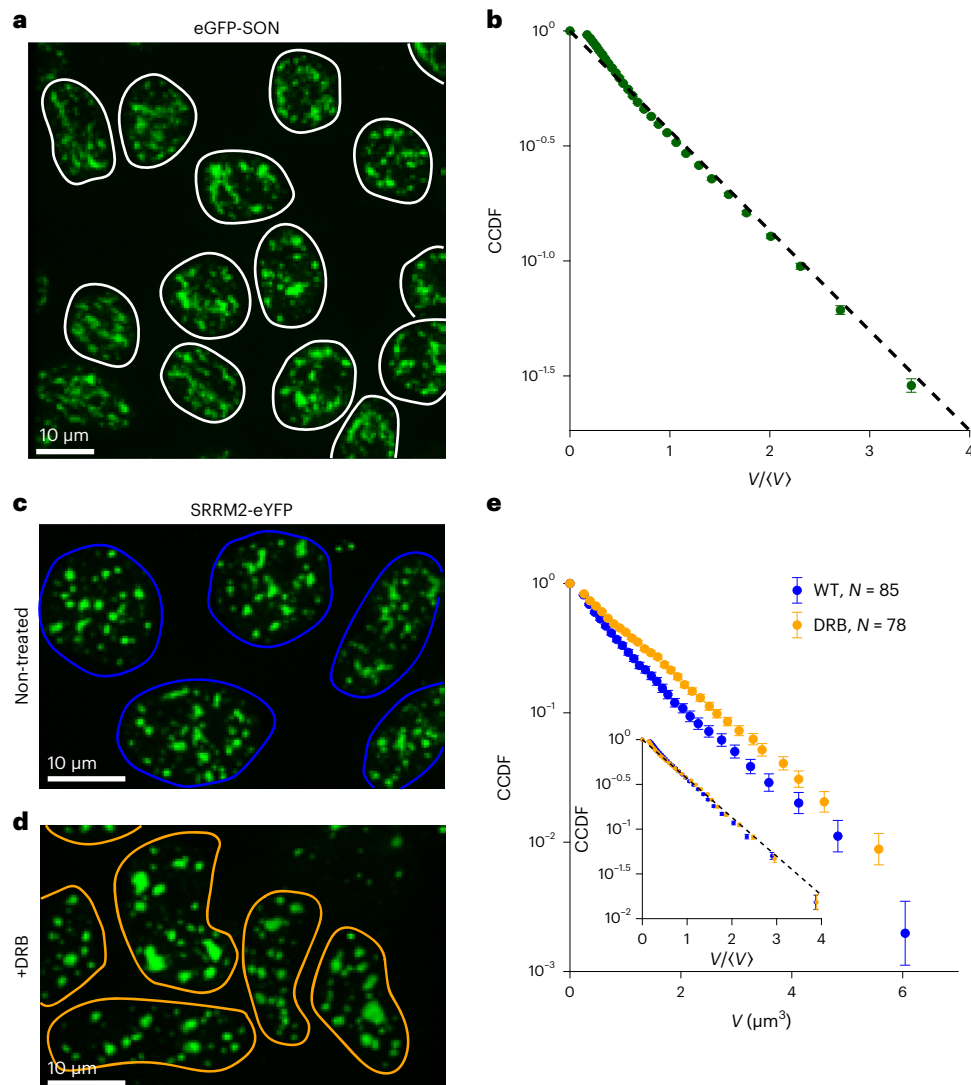 a
eGFP-SON
10 µm
b
10⁰
10⁻⁰·⁵
10⁻¹·⁰
10⁻¹·⁵
CCDF
0 1 2 3 4
V/⟨V⟩
c
SRRM2-eYFP
Non-treated
10 µm
d
+DRB
10 µm
e
10⁰
10⁻¹
10⁻²
10⁻³
CCDF
WT, N = 85
DRB, N = 78
10⁰
10⁻⁰·⁵
10⁻¹
10⁻¹·⁵
10⁻²
CCDF
0 1 2 3 4
V/⟨V⟩
0 2 4 6
V (µm³)